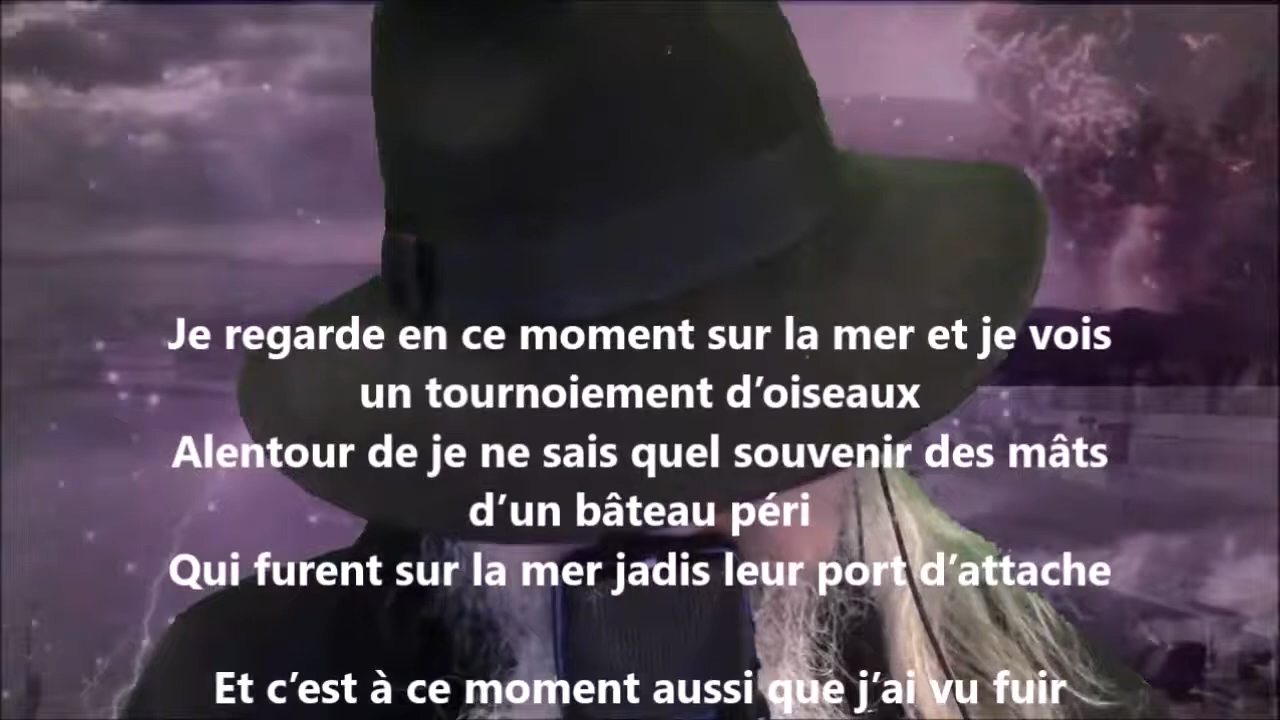 Je regarde en ce moment sur la mer et je vois
un tournoiement d’oiseaux
Alentour de je ne sais quel souvenir des mâts
d’un bâteau péri
Qui furent sur la mer jadis leur port d’attache
Et c’est à ce moment aussi que j’ai vu fuir